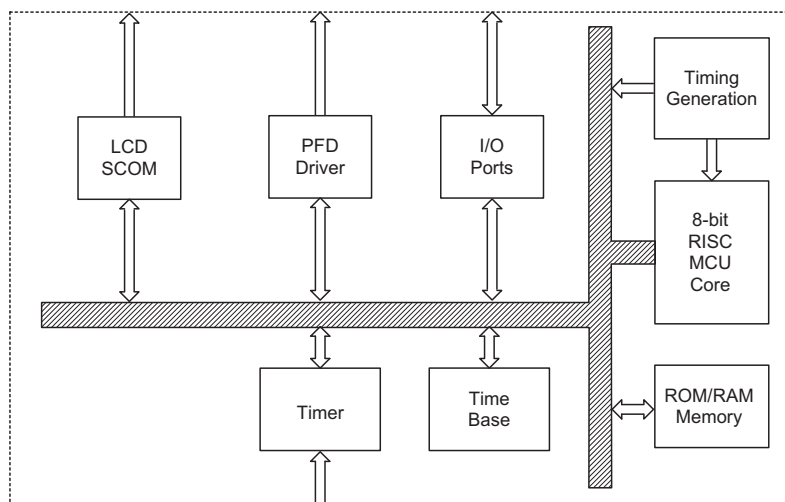 LCD
SCOM
PFD
Driver
I/O
Ports
Timing
Generation
8-bit
RISC
MCU
Core
Timer
Time
Base
ROM/RAM
Memory